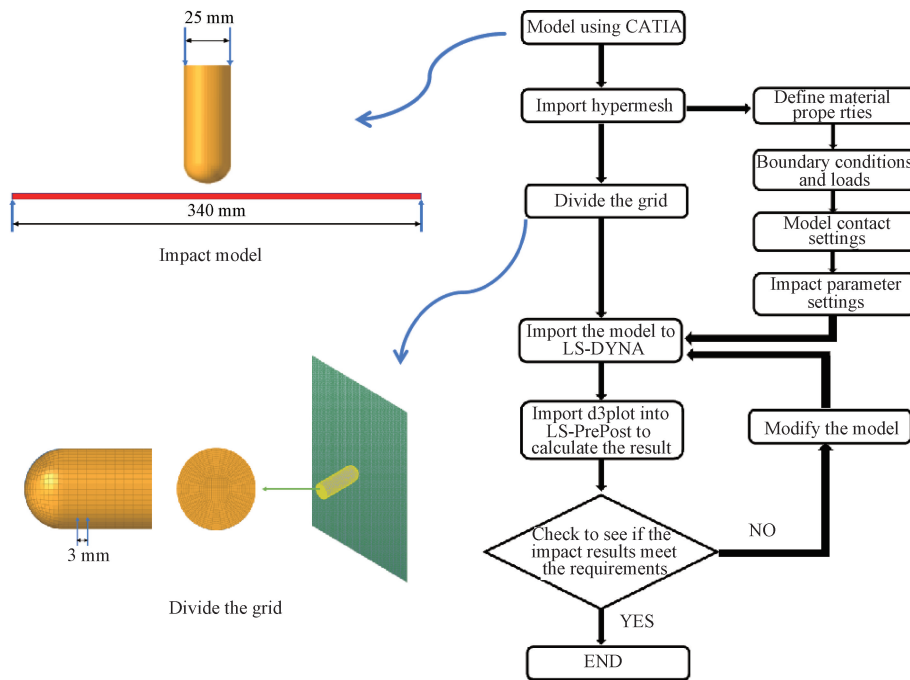 25 mm
340 mm
Impact model
3 mm
Divide the grid
Model using CATIA
Import hypermesh
Divide the grid
Define material
prope rties
Boundary conditions
and loads
Model contact
settings
Impact parameter
settings
Import the model to
LS-DYNA
Import d3plot into
LS-PrePost to
calculate the result
Modify the model
Check to see if the
impact results meet
the requirements
NO
YES
END